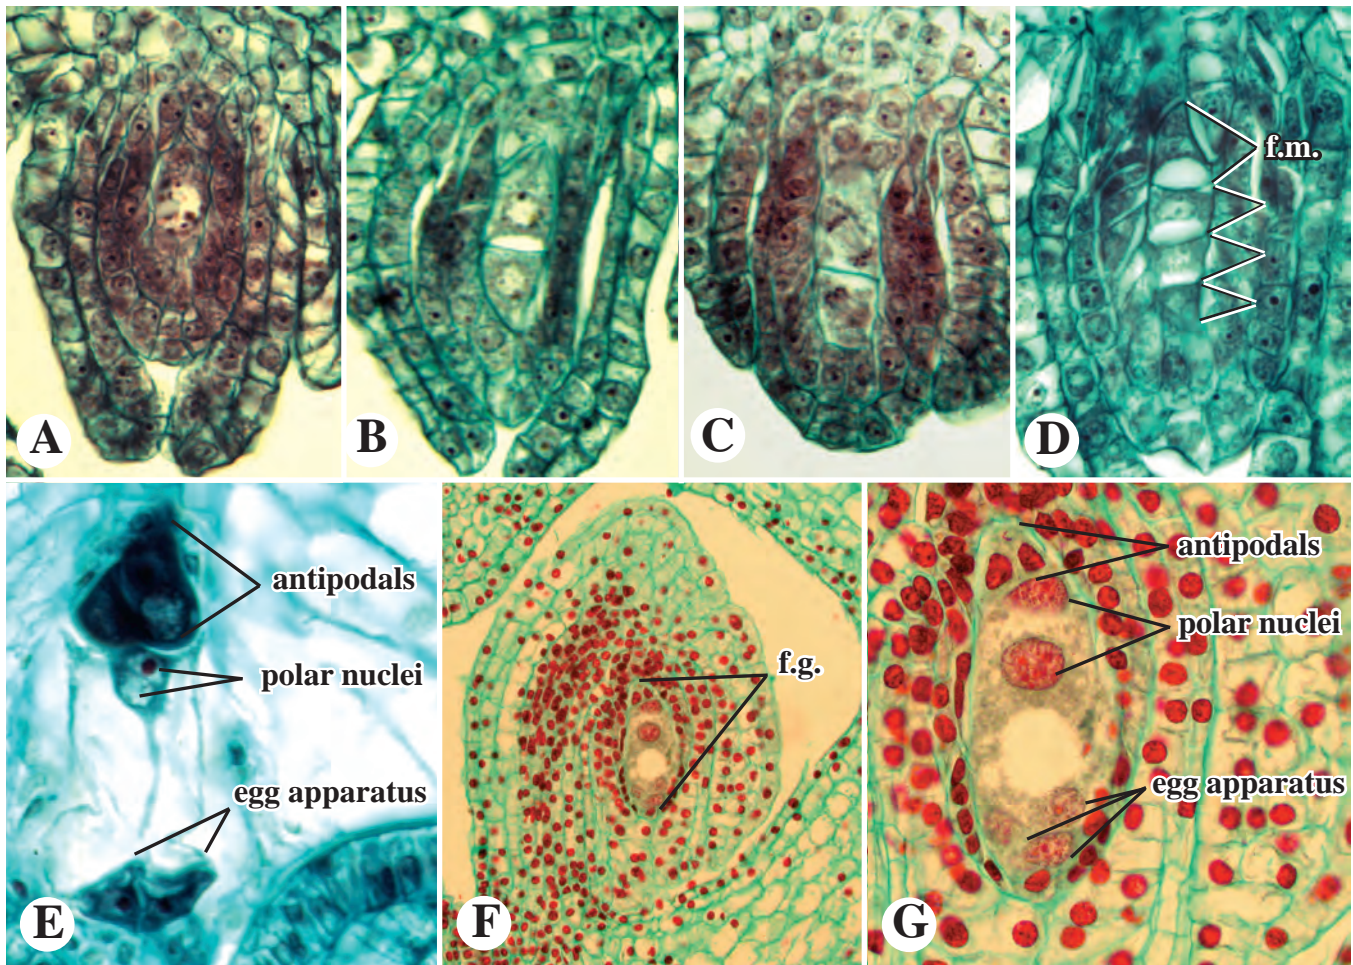 f.m.
A
B
C
D
antipodals
polar nuclei
egg apparatus
E
f.g.
F
antipodals
polar nuclei
egg apparatus
G